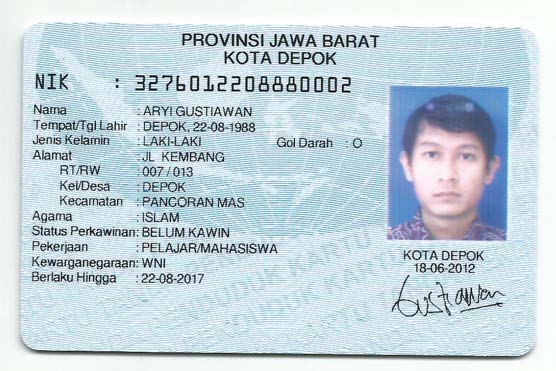 PROVINSI JAWA BARAT
KOTA DEPOK
NIK : 3276012208880002
Nama : ARYI GUSTIAWAN
Tempat/Tgl Lahir : DEPOK, 22-08-1988
Jenis Kelamin : LAKI-LAKI Gol Darah : O
Alamat : JL KEMBANG
RT/RW : 007 / 013
Kel/Desa : DEPOK
Kecamatan : PANCORAN MAS
Agama : ISLAM
Status Perkawinan: BELUM KAWIN
Pekerjaan : PELAJAR/MAHASISWA
Kewarganegaraan: WNI
Berlaku Hingga : 22-08-2017
KOTA DEPOK
18-06-2012
Gustiawan